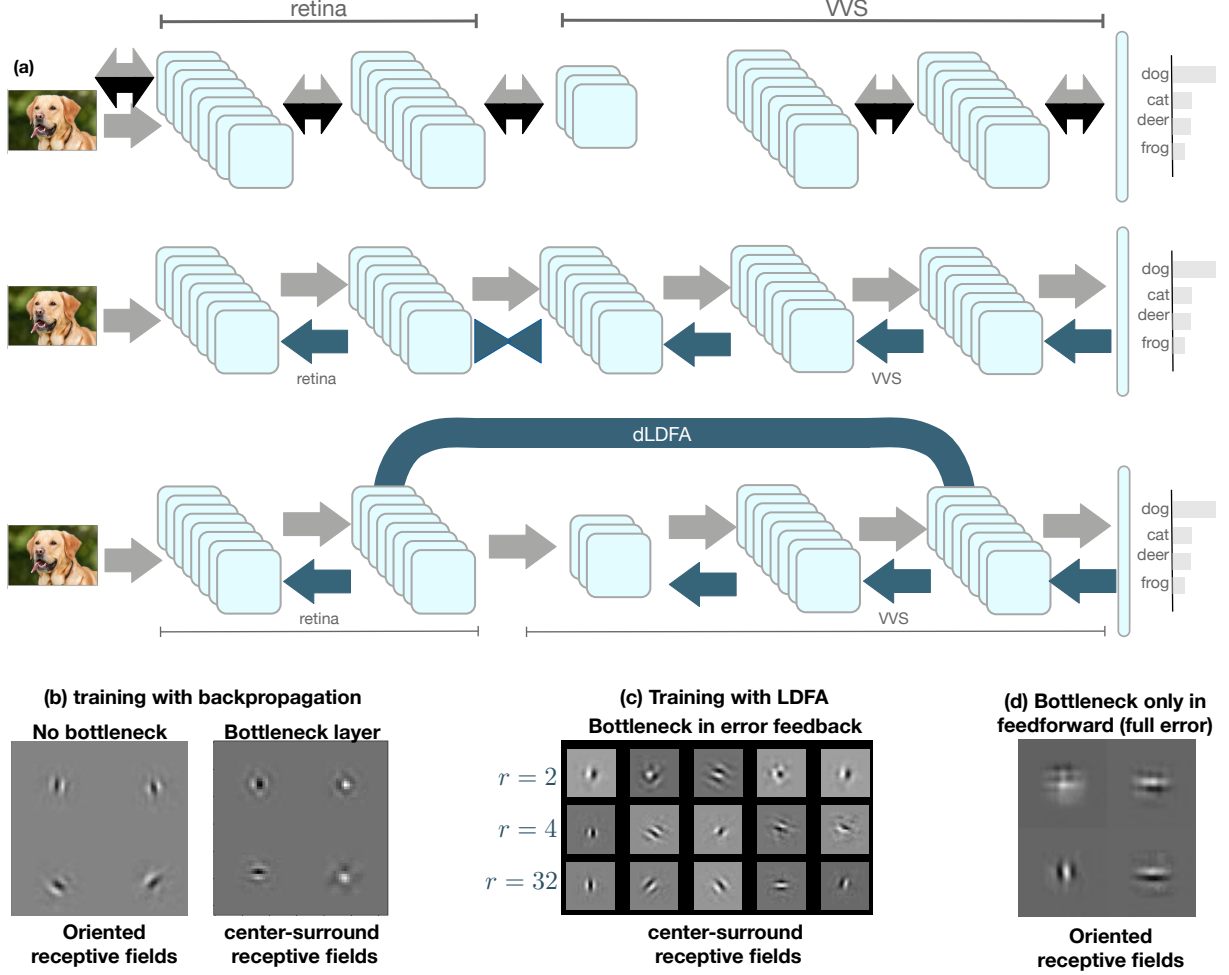 retina
VVS
(a)
dog
cat
deer
frog
dog
cat
deer
frog
retina
VVS
dLDFA
dog
cat
deer
frog
retina
VVS
(b) training with backpropagation
No bottleneck
Bottleneck layer
Oriented
receptive fields
center-surround
receptive fields
(c) Training with LDFA
Bottleneck in error feedback
r = 2
r = 4
r = 32
center-surround
receptive fields
(d) Bottleneck only in
feedforward (full error)
Oriented
receptive fields